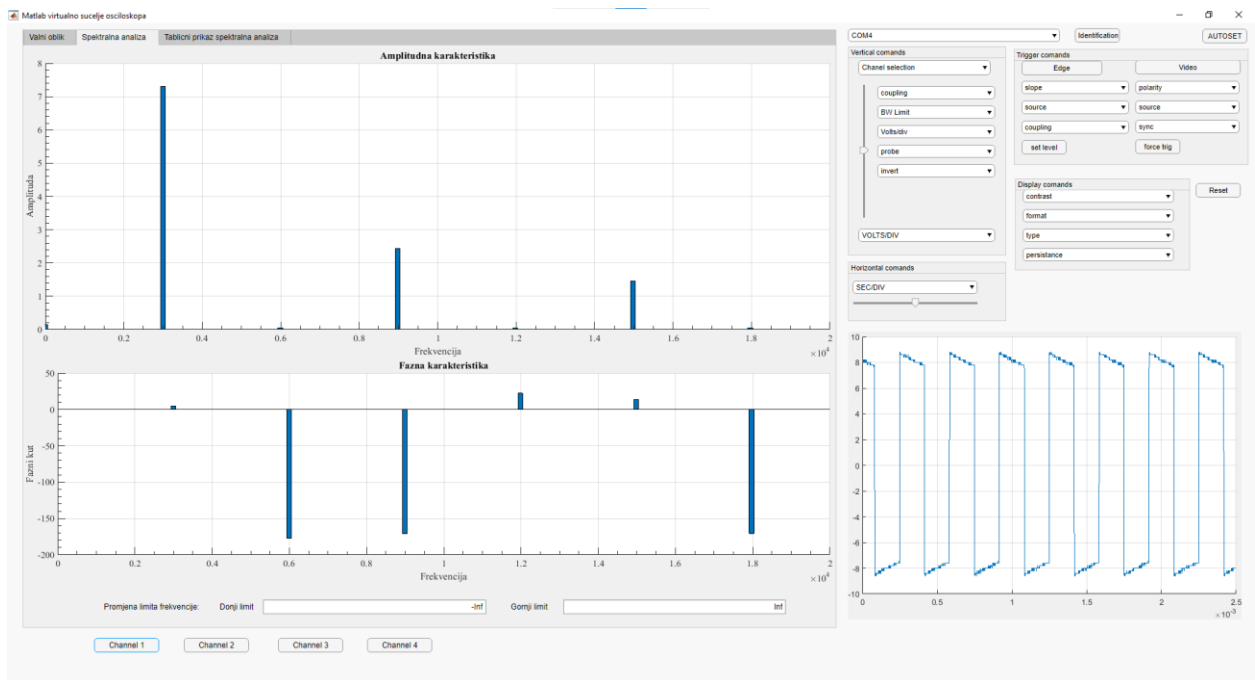 Matlab virtualno sucelje osciloskopa
Valni oblik Spektralna analiza Tablicni prikaz spektralna analiza
Amplitudna karakteristika
8
7
6
5
4
3
2
1
0
Amplituda
0 0.2 0.4 0.6 0.8 1 1.2 1.4 1.6 1.8 2
×10⁴
Frekvencija
Fazna karakteristika
50
0
-50
-100
-150
-200
Fazni kut
0 0.2 0.4 0.6 0.8 1 1.2 1.4 1.6 1.8 2
×10⁴
Frekvencija
Promjena limita frekvencije: Donji limit -Inf Gornji limit Inf
Channel 1 Channel 2 Channel 3 Channel 4
COM4 Identification AUTOSET
Vertical comands
Chanel selection
coupling
BW Limit
Volts/div
probe
invert
VOLTS/DIV
Horizontal comands
SEC/DIV
Trigger comands
Edge Video
slope polarity
source source
coupling sync
set level force trig
Display comands
contrast
format
type
persistance
Reset
10
8
6
4
2
0
-2
-4
-6
-8
-10
0 0.5 1 1.5 2 2.5
×10⁻³